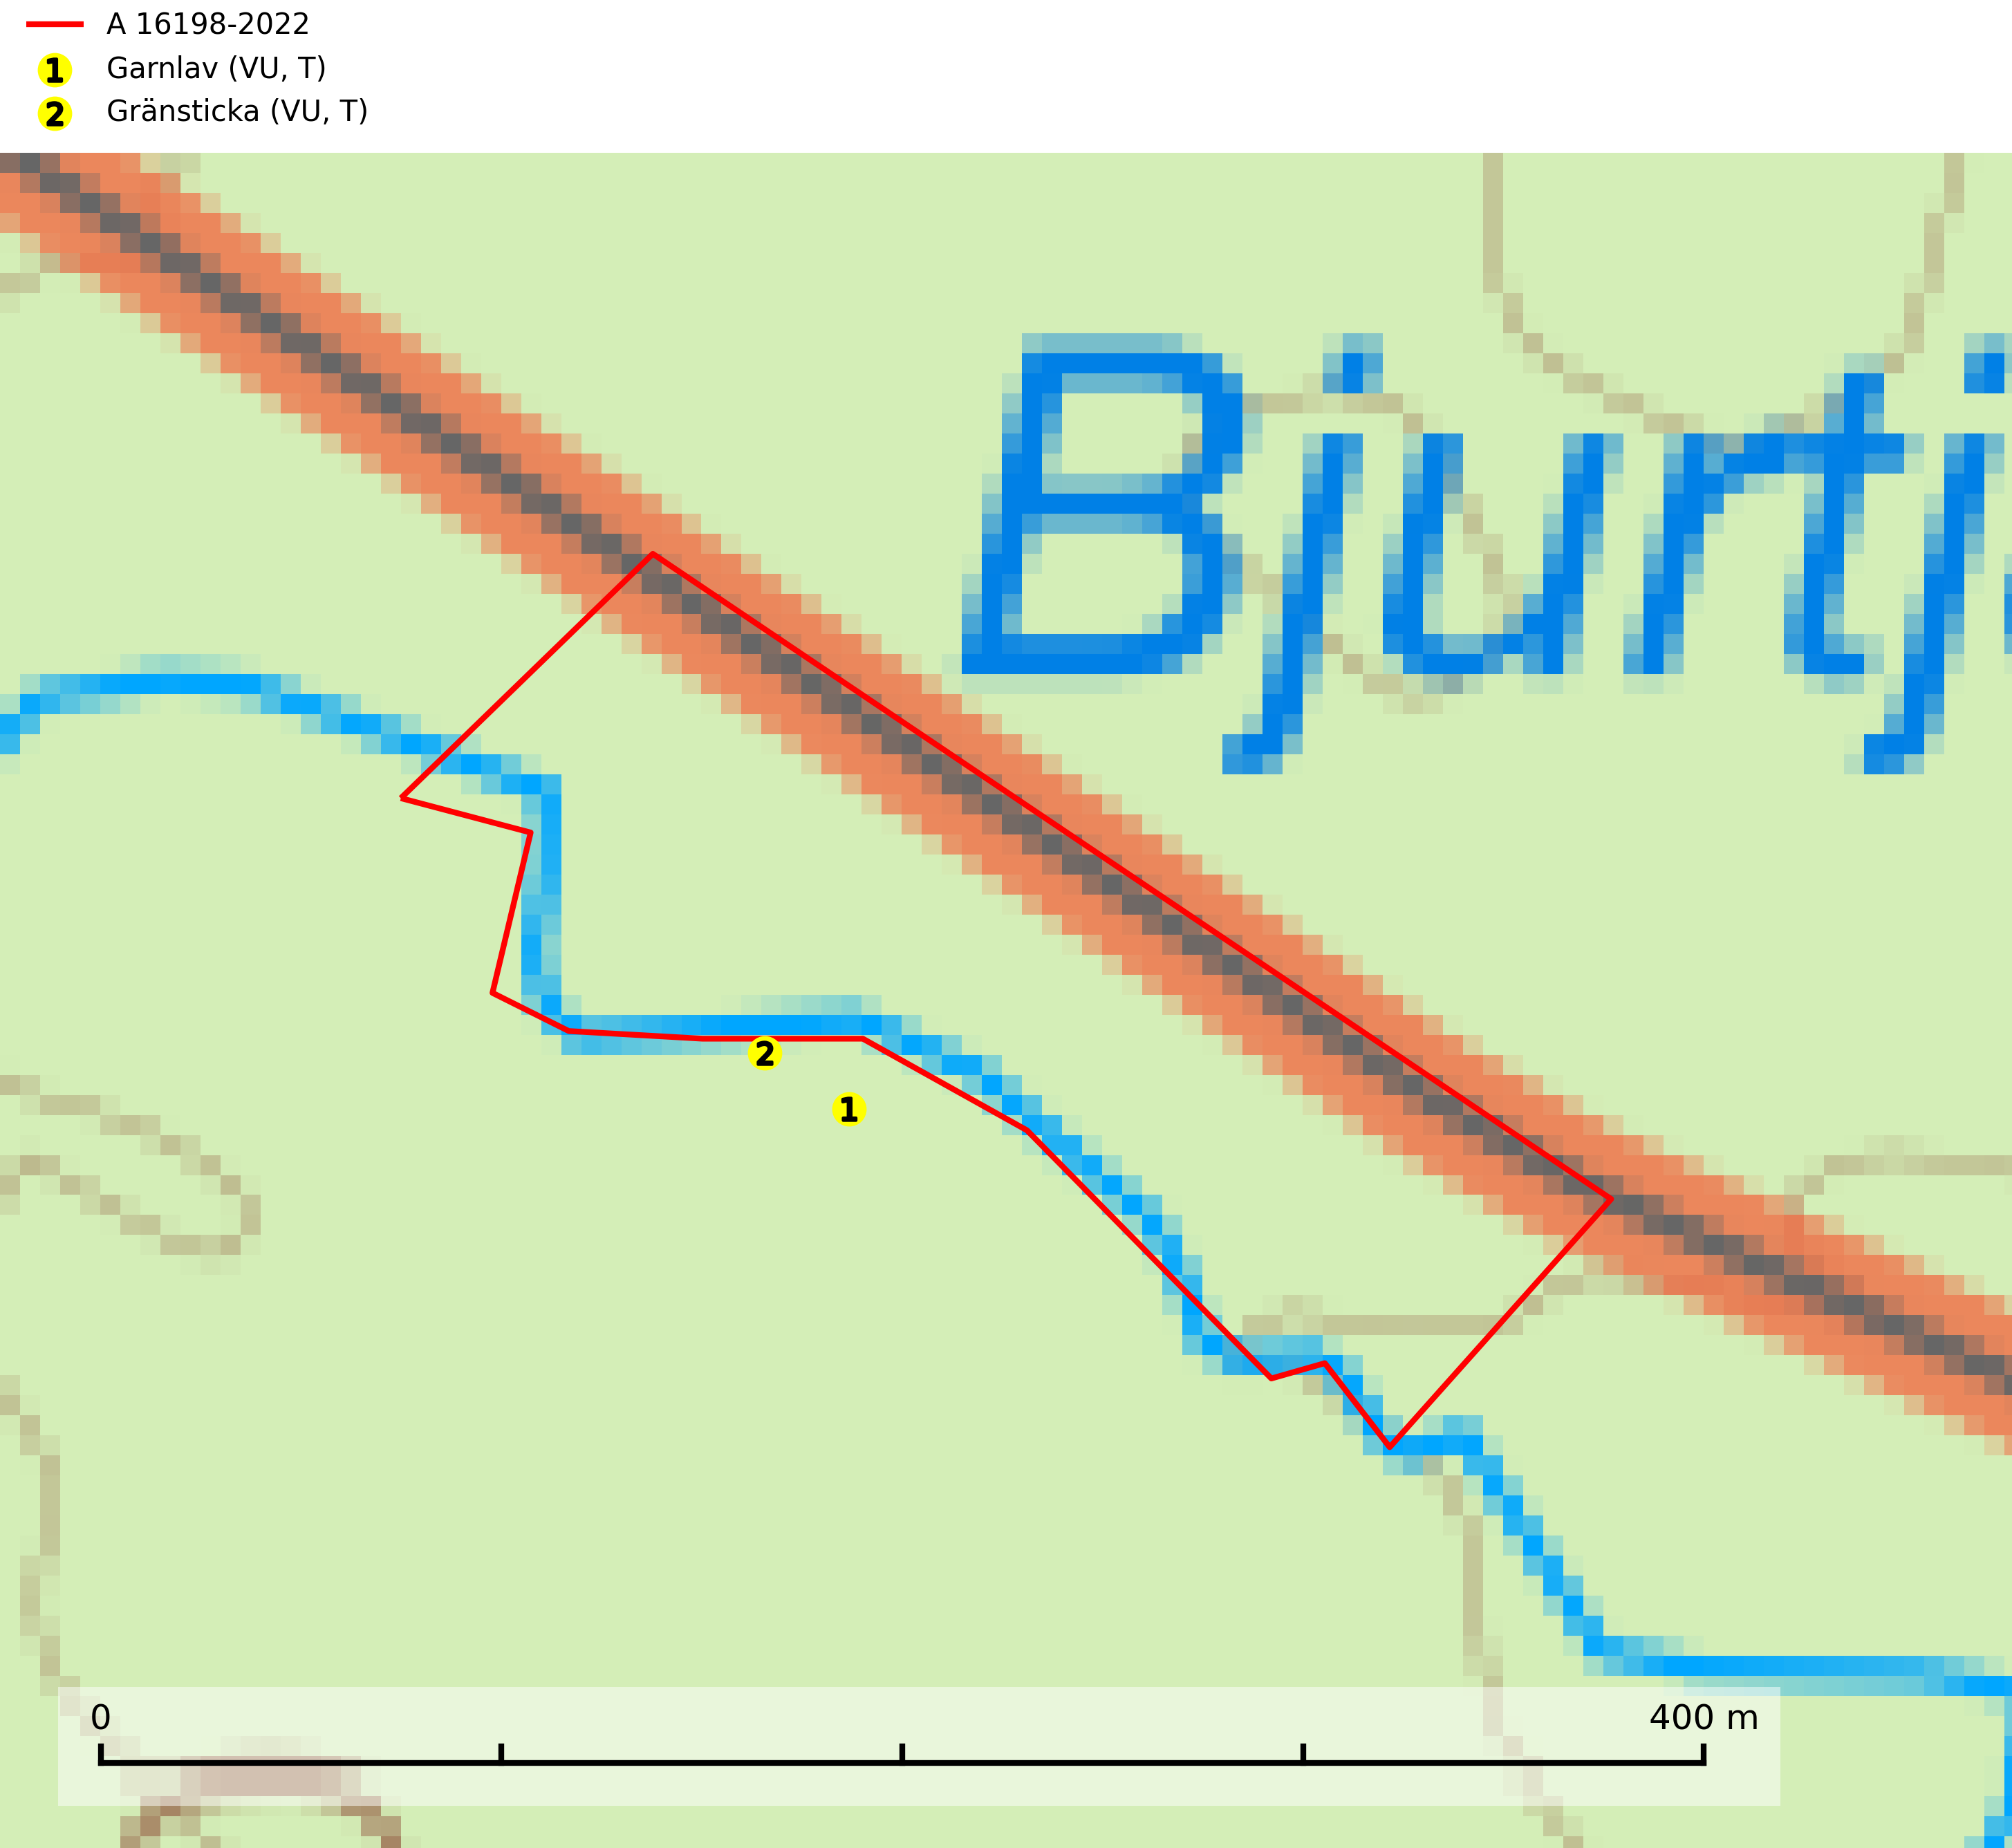 A 16198-2022
1 Garnlav (VU, T)
2 Gränsticka (VU, T)
Bjurtj
2
1
0 400 m